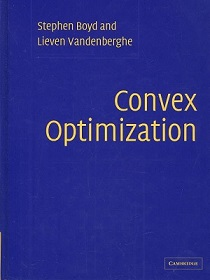 Stephen Boyd and
Lieven Vandenberghe
Convex
Optimization
CAMBRIDGE